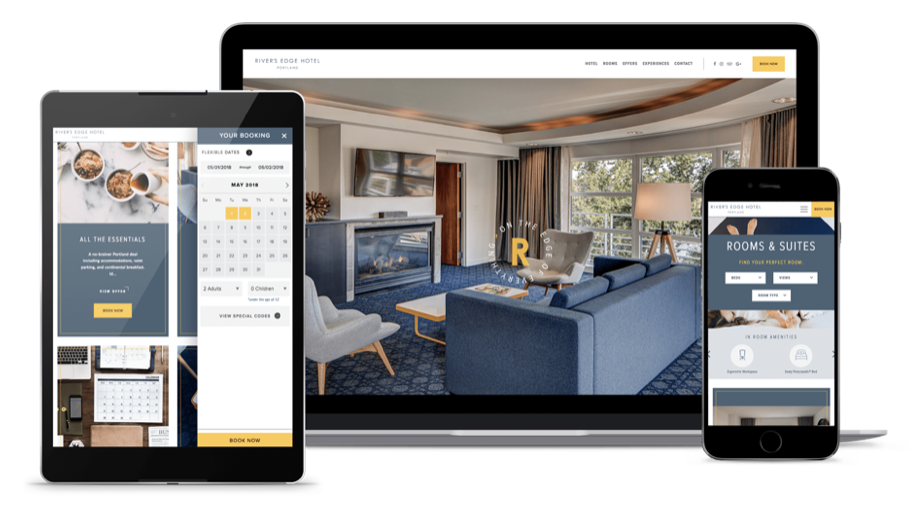 RIVER'S EDGE HOTEL
PORTLAND
HOTEL ROOMS OFFERS EXPERIENCES CONTACT
BOOK NOW
ON THE EDGE OF EVERYTHING
R
RIVER'S EDGE HOTEL
PORTLAND
ALL THE ESSENTIALS
A no-brainer Portland deal
including accommodations, valet
parking, and continental breakfast.
VIEW OFFER
BOOK NOW
YOUR BOOKING ×
FLEXIBLE DATES
05/01/2018 through 05/02/2018
MAY 2018
Su Mo Tu We Th Fr Sa
1 2 3 4 5
6 7 8 9 10 11 12
13 14 15 16 17 18 19
20 21 22 23 24 25 26
27 28 29 30 31
2 Adults 0 Children
VIEW SPECIAL CODES
BOOK NOW
RIVER'S EDGE HOTEL
PORTLAND
BOOK NOW
ROOMS & SUITES
FIND YOUR PERFECT ROOM:
BEDS VIEWS
ROOM TYPE
IN ROOM AMENITIES
Ergonomic Workspace